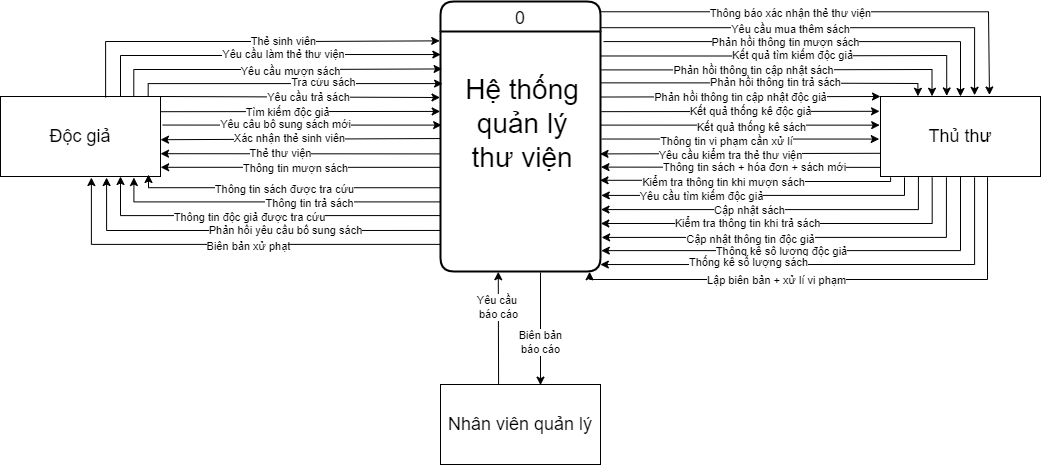 0
Hệ thống
quản lý
thư viện
Độc giả
Thẻ sinh viên
Yêu cầu làm thẻ thư viện
Yêu cầu mượn sách
Tra cứu sách
Yêu cầu trả sách
Tìm kiếm độc giả
Yêu cầu bổ sung sách mới
Xác nhận thẻ sinh viên
Thẻ thư viện
Thông tin mượn sách
Thông tin sách được tra cứu
Thông tin trả sách
Thông tin độc giả được tra cứu
Phản hồi yêu cầu bổ sung sách
Biên bản xử phạt
Thông báo xác nhận thẻ thư viện
Yêu cầu mua thêm sách
Phản hồi thông tin mượn sách
Kết quả tìm kiếm độc giả
Phản hồi thông tin cập nhật sách
Phản hồi thông tin trả sách
Phản hồi thông tin cập nhật độc giả
Kết quả thống kê độc giả
Kết quả thống kê sách
Thông tin vi phạm cần xử lí
Yêu cầu kiểm tra thẻ thư viện
Thông tin sách + hóa đơn + sách mới
Kiểm tra thông tin khi mượn sách
Yêu cầu tìm kiếm độc giả
Cập nhật sách
Kiểm tra thông tin khi trả sách
Cập nhật thông tin độc giả
Thống kê số lượng độc giả
Thống kê số lượng sách
Lập biên bản + xử lí vi phạm
Thủ thư
Yêu cầu
báo cáo
Biên bản
báo cáo
Nhân viên quản lý